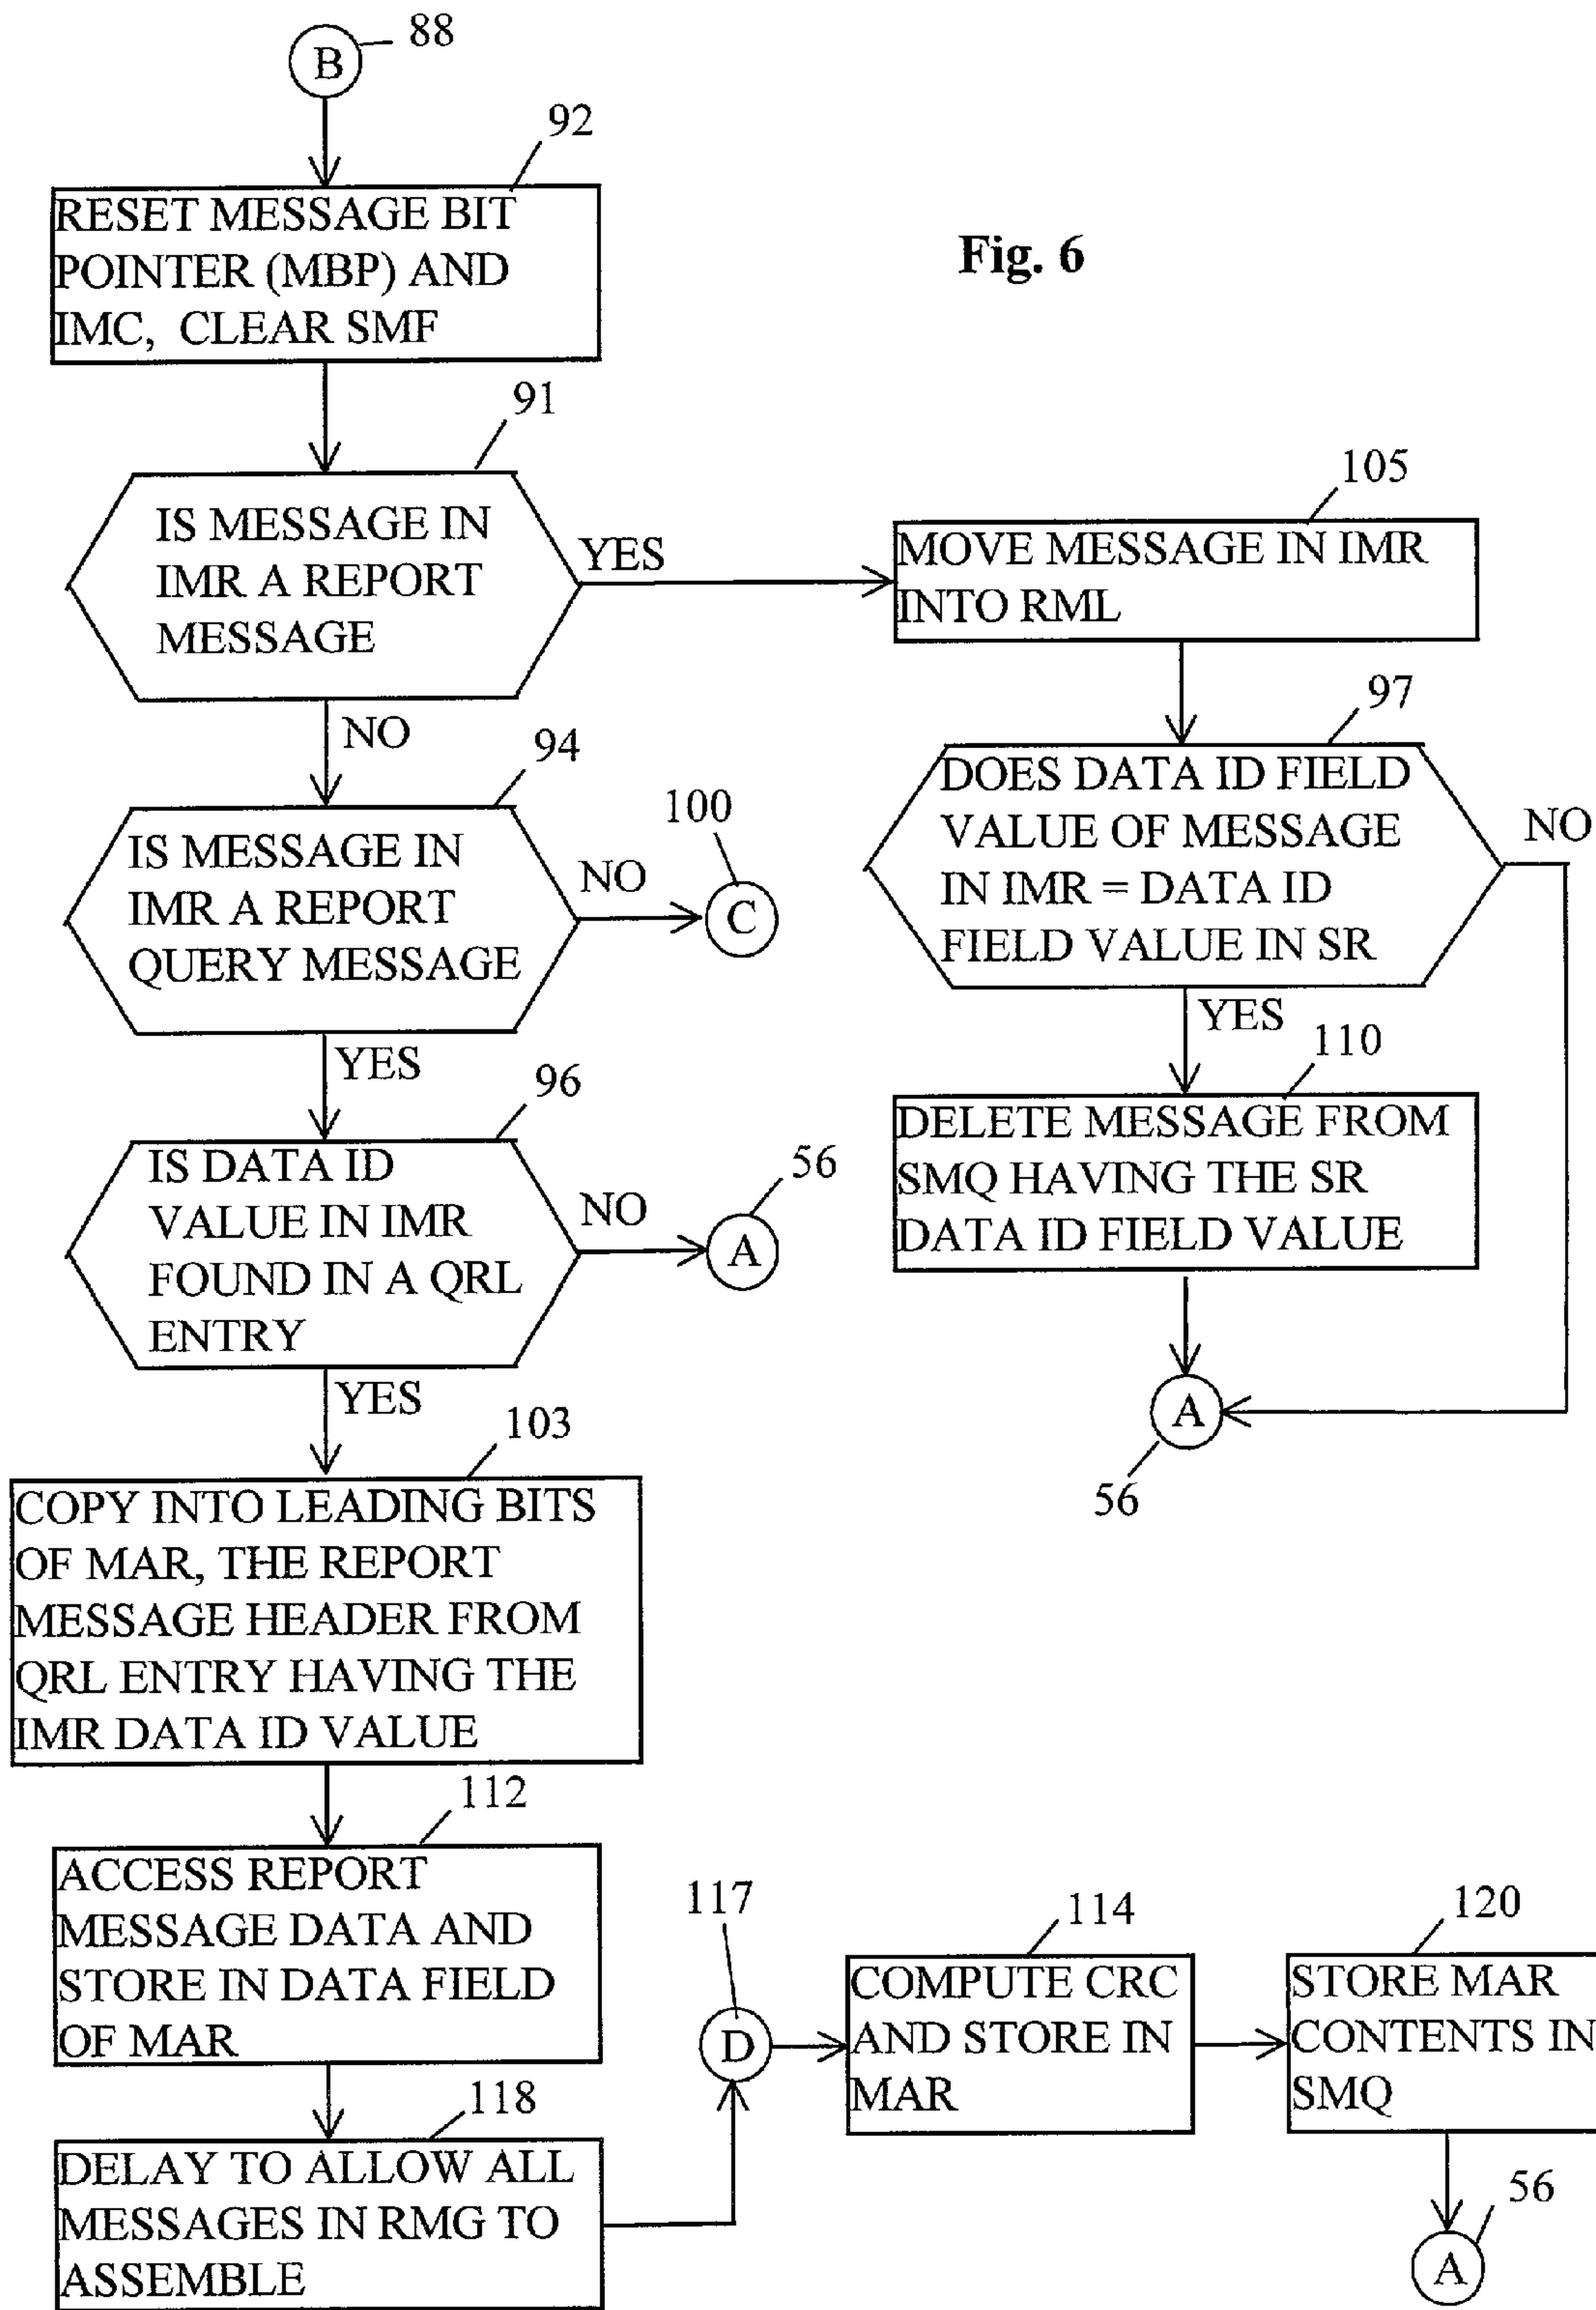 B
88
92
RESET MESSAGE BIT
POINTER (MBP) AND
IMC, CLEAR SMF
Fig. 6
91
IS MESSAGE IN
IMR A REPORT
MESSAGE
YES
NO
105
MOVE MESSAGE IN IMR
INTO RML
97
DOES DATA ID FIELD
VALUE OF MESSAGE
IN IMR = DATA ID
FIELD VALUE IN SR
NO
YES
94
IS MESSAGE IN
IMR A REPORT
QUERY MESSAGE
NO
100
C
YES
110
DELETE MESSAGE FROM
SMQ HAVING THE SR
DATA ID FIELD VALUE
A
56
96
IS DATA ID
VALUE IN IMR
FOUND IN A QRL
ENTRY
NO
56
A
YES
103
COPY INTO LEADING BITS
OF MAR, THE REPORT
MESSAGE HEADER FROM
QRL ENTRY HAVING THE
IMR DATA ID VALUE
112
ACCESS REPORT
MESSAGE DATA AND
STORE IN DATA FIELD
OF MAR
118
DELAY TO ALLOW ALL
MESSAGES IN RMG TO
ASSEMBLE
117
D
114
COMPUTE CRC
AND STORE IN
MAR
120
STORE MAR
CONTENTS IN
SMQ
56
A